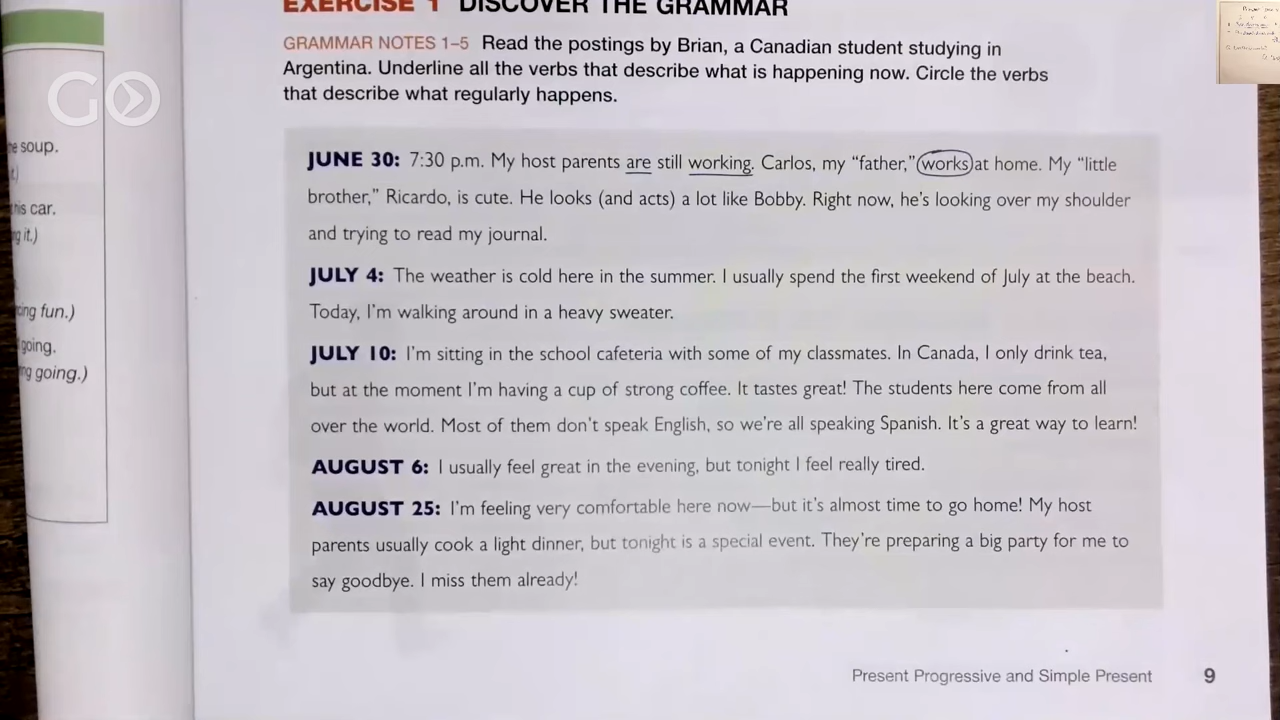 EXERCISE 1 DISCOVER THE GRAMMAR
GRAMMAR NOTES 1–5 Read the postings by Brian, a Canadian student studying in
Argentina. Underline all the verbs that describe what is happening now. Circle the verbs
that describe what regularly happens.
JUNE 30: 7:30 p.m. My host parents are still working. Carlos, my “father,” works at home. My “little
brother,” Ricardo, is cute. He looks (and acts) a lot like Bobby. Right now, he’s looking over my shoulder
and trying to read my journal.
JULY 4: The weather is cold here in the summer. I usually spend the first weekend of July at the beach.
Today, I’m walking around in a heavy sweater.
JULY 10: I’m sitting in the school cafeteria with some of my classmates. In Canada, I only drink tea,
but at the moment I’m having a cup of strong coffee. It tastes great! The students here come from all
over the world. Most of them don’t speak English, so we’re all speaking Spanish. It’s a great way to learn!
AUGUST 6: I usually feel great in the evening, but tonight I feel really tired.
AUGUST 25: I’m feeling very comfortable here now—but it’s almost time to go home! My host
parents usually cook a light dinner, but tonight is a special event. They’re preparing a big party for me to
say goodbye. I miss them already!
Present Progressive and Simple Present 9
GO
soup.
his car.
g it.)
cing fun.)
going.
ng going.)